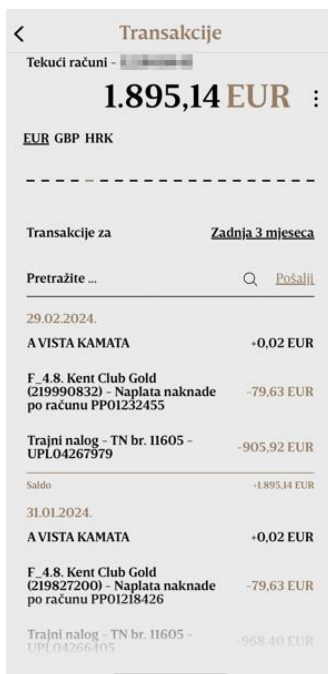 Transakcije
Tekući računi -
1.895,14 EUR
EUR GBP HRK
Transakcije za Zadnja 3 mjeseca
Pretražite ... Pošalji
29.02.2024.
A VISTA KAMATA +0,02 EUR
F_4.8. Kent Club Gold
(219990832) - Naplata naknade -79,63 EUR
po računu PP01232455
Trajni nalog - TN br. 11605 -
UPL04267979 -905,92 EUR
Saldo +1.895,14 EUR
31.01.2024.
A VISTA KAMATA +0,02 EUR
F_4.8. Kent Club Gold
(219827200) - Naplata naknade -79,63 EUR
po računu PP01218426
Trajni nalog - TN br. 11605 -
UPL04266405 -968,40 EUR